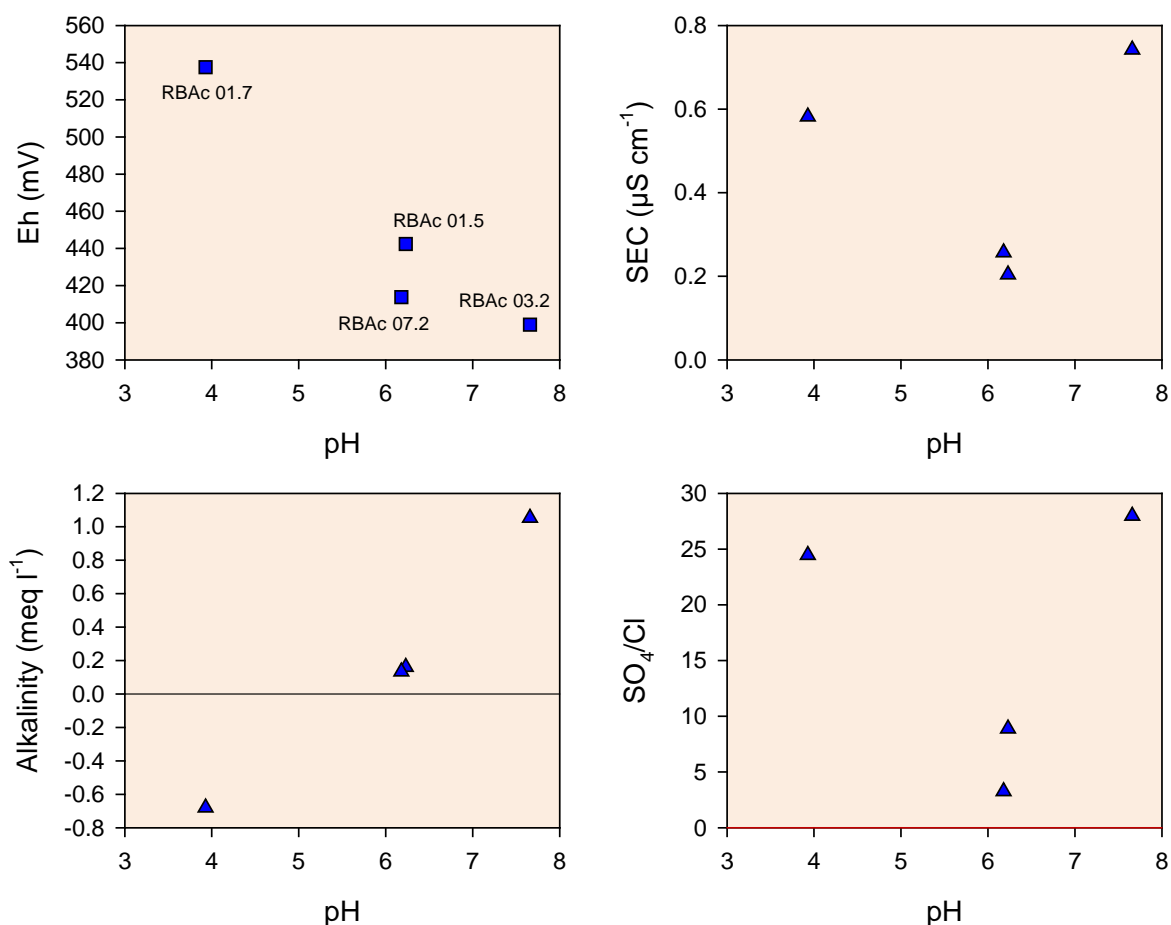 560
540
520
500
480
460
440
420
400
380
Eh (mV)
RBAc 01.7
RBAc 01.5
RBAc 03.2
RBAc 07.2
3 4 5 6 7 8
pH
0.8
0.6
0.4
0.2
0.0
SEC (µS cm⁻¹)
3 4 5 6 7 8
pH
1.2
1.0
0.8
0.6
0.4
0.2
0.0
-0.2
-0.4
-0.6
-0.8
Alkalinity (meq l⁻¹)
3 4 5 6 7 8
pH
30
25
20
15
10
5
0
SO₄/Cl
3 4 5 6 7 8
pH